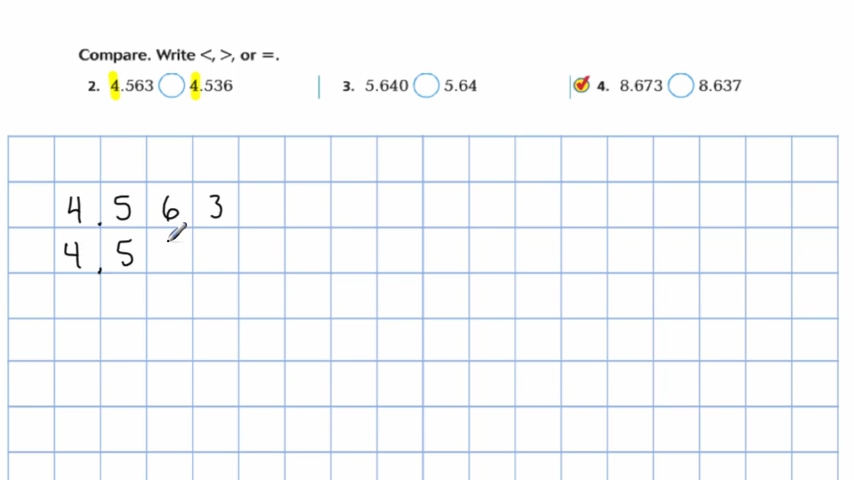 Compare. Write <, >, or =.
2. 4.563 4.536 3. 5.640 5.64 4. 8.673 8.637
4.563
4.5